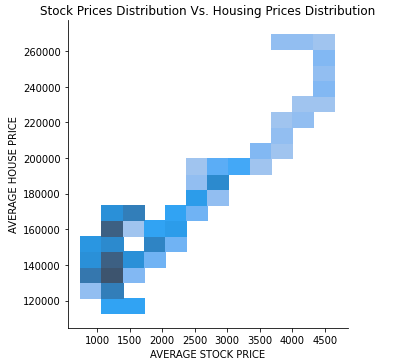 Stock Prices Distribution Vs. Housing Prices Distribution
AVERAGE HOUSE PRICE
260000
240000
220000
200000
180000
160000
140000
120000
1000 1500 2000 2500 3000 3500 4000 4500
AVERAGE STOCK PRICE